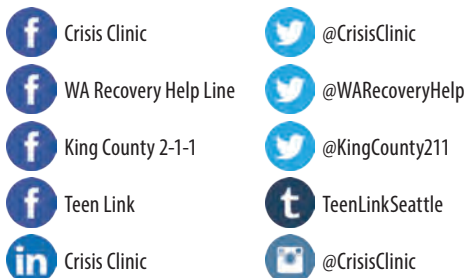 Crisis Clinic
@CrisisClinic
WA Recovery Help Line
@WARecoveryHelp
King County 2-1-1
@KingCounty211
Teen Link
TeenLinkSeattle
Crisis Clinic
@CrisisClinic